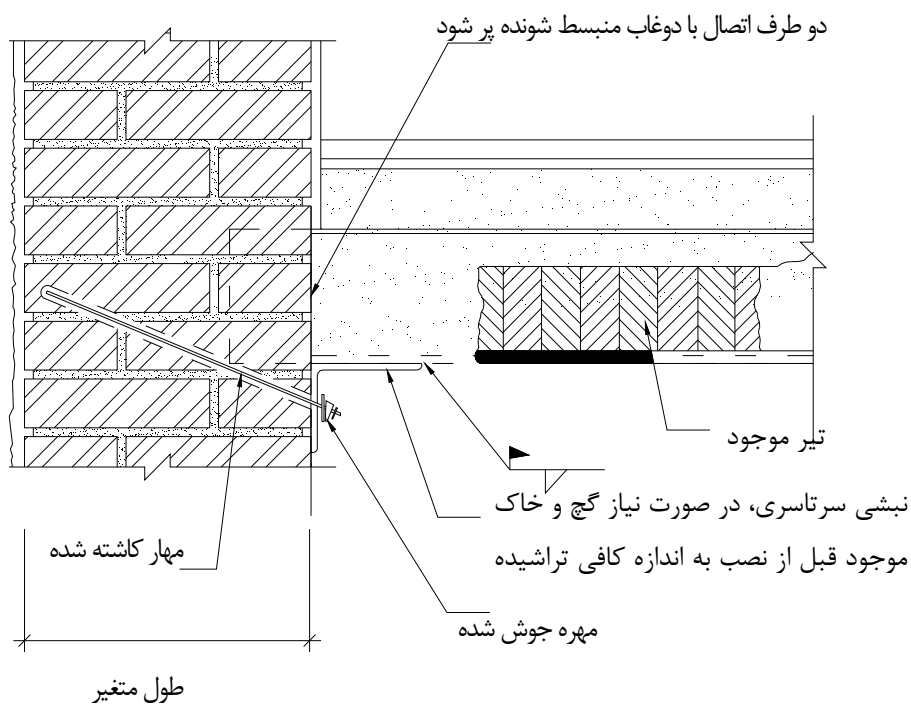 دو طرف اتصال با دوغاب منبسط شونده پر شود
تیر موجود
نبشی سرتاسری، در صورت نیاز گچ و خاک
موجود قبل از نصب به اندازه کافی تراشیده
مهار کاشته شده
مهره جوش شده
طول متغیر